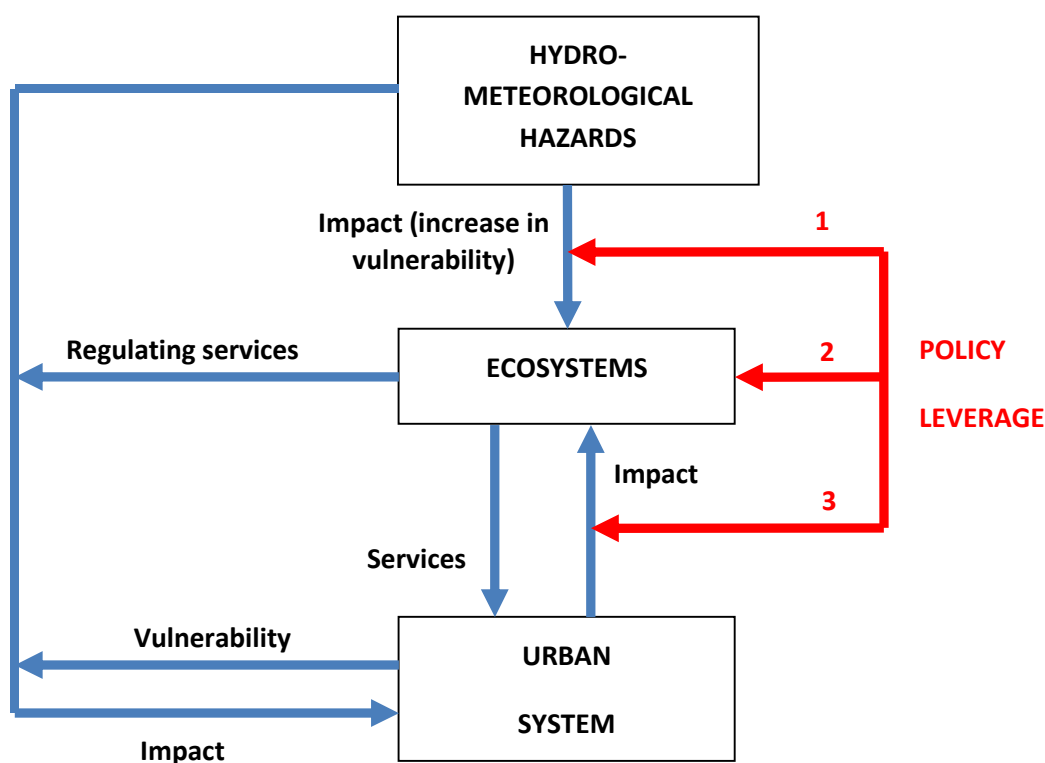 HYDRO-
METEOROLOGICAL
HAZARDS
Impact (increase in
vulnerability)
1
Regulating services
ECOSYSTEMS
2
POLICY
LEVERAGE
Impact
3
Services
Vulnerability
URBAN
SYSTEM
Impact